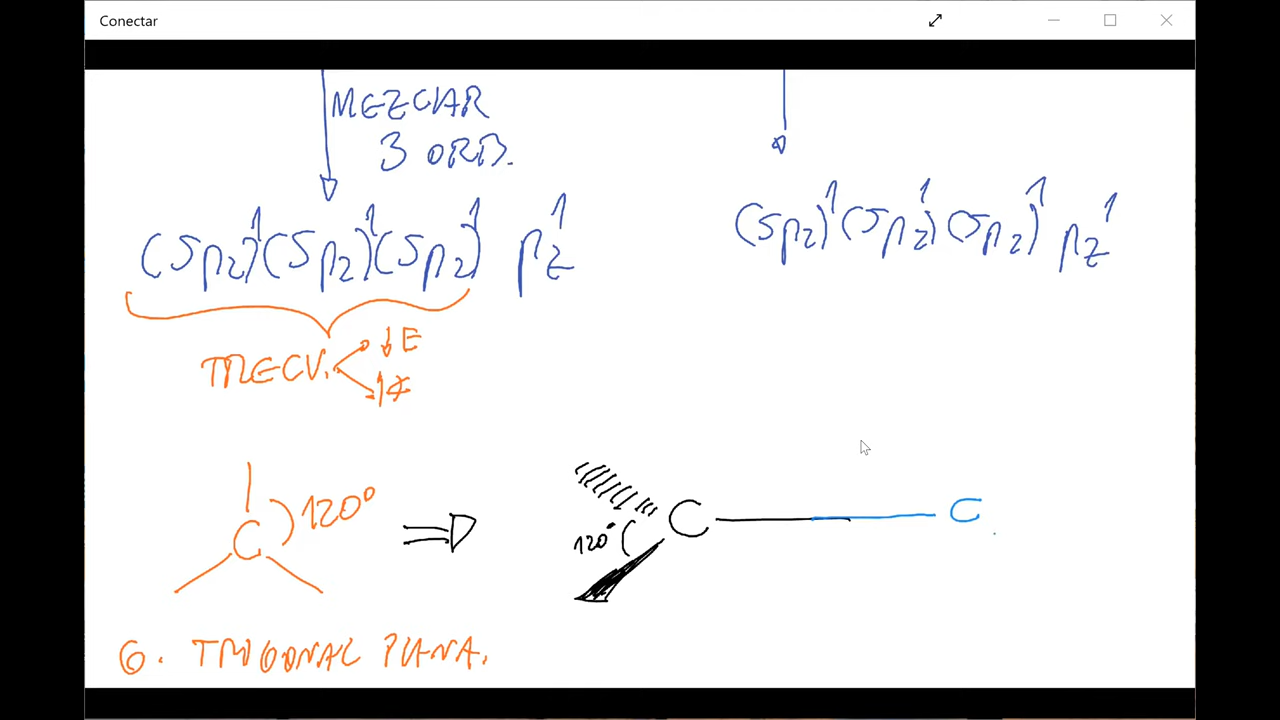 Conectar
MEZCLAR
3 ORB.
(sp2)¹(sp2)¹(sp2)¹ pz¹
(sp2)¹(sp2)¹(sp2)¹ pz¹
TRECV. ↓E
↑∢
C 120°
⇒
120° C C
G. TRIGONAL PLANA.